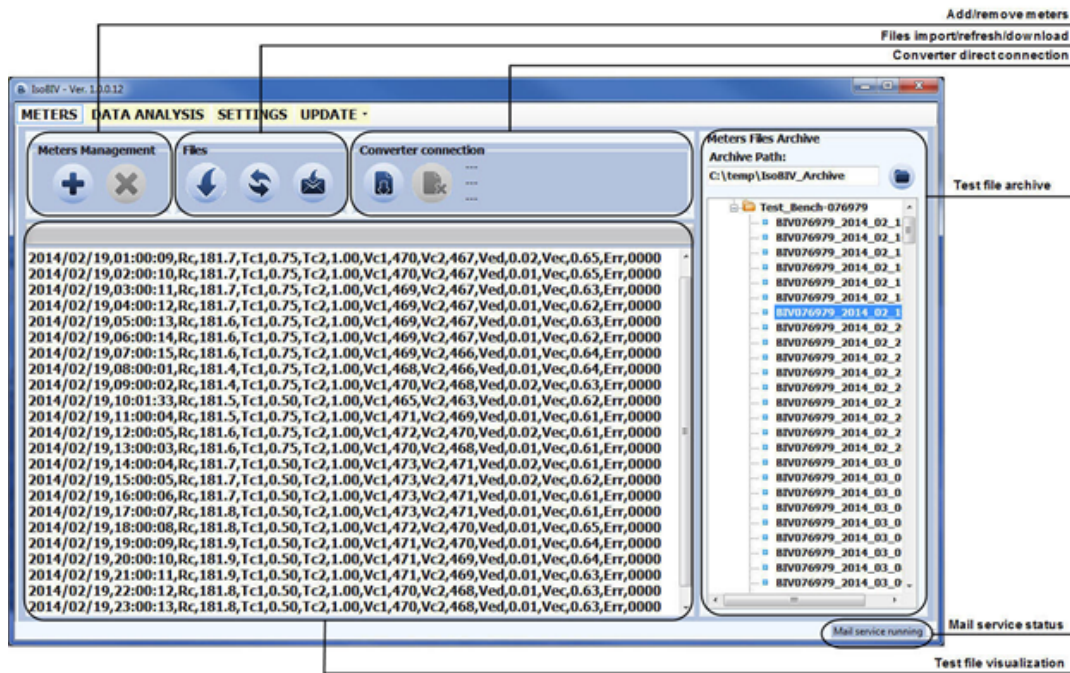 Add/remove meters
Files import/refresh/download
Converter direct connection
IsoBIV - Ver. 1.0.0.12
METERS DATA ANALYSIS SETTINGS UPDATE
Meters Management
Files
Converter connection
---
---
---
Meters Files Archive
Archive Path:
C:\temp\IsoBIV_Archive
Test file archive
2014/02/19,01:00:09,Rc,181.7,Tc1,0.75,Tc2,1.00,Vc1,470,Vc2,467,Ved,0.02,Vec,0.65,Err,0000
2014/02/19,02:00:10,Rc,181.7,Tc1,0.75,Tc2,1.00,Vc1,470,Vc2,467,Ved,0.01,Vec,0.65,Err,0000
2014/02/19,03:00:11,Rc,181.7,Tc1,0.75,Tc2,1.00,Vc1,469,Vc2,467,Ved,0.01,Vec,0.63,Err,0000
2014/02/19,04:00:12,Rc,181.7,Tc1,0.75,Tc2,1.00,Vc1,469,Vc2,467,Ved,0.01,Vec,0.62,Err,0000
2014/02/19,05:00:13,Rc,181.6,Tc1,0.75,Tc2,1.00,Vc1,469,Vc2,467,Ved,0.01,Vec,0.63,Err,0000
2014/02/19,06:00:14,Rc,181.6,Tc1,0.75,Tc2,1.00,Vc1,469,Vc2,467,Ved,0.01,Vec,0.62,Err,0000
2014/02/19,07:00:15,Rc,181.6,Tc1,0.75,Tc2,1.00,Vc1,469,Vc2,466,Ved,0.01,Vec,0.64,Err,0000
2014/02/19,08:00:01,Rc,181.4,Tc1,0.75,Tc2,1.00,Vc1,468,Vc2,466,Ved,0.01,Vec,0.64,Err,0000
2014/02/19,09:00:02,Rc,181.4,Tc1,0.75,Tc2,1.00,Vc1,470,Vc2,468,Ved,0.02,Vec,0.63,Err,0000
2014/02/19,10:01:33,Rc,181.5,Tc1,0.50,Tc2,1.00,Vc1,465,Vc2,463,Ved,0.01,Vec,0.62,Err,0000
2014/02/19,11:00:04,Rc,181.5,Tc1,0.75,Tc2,1.00,Vc1,471,Vc2,469,Ved,0.01,Vec,0.61,Err,0000
2014/02/19,12:00:05,Rc,181.6,Tc1,0.75,Tc2,1.00,Vc1,472,Vc2,470,Ved,0.02,Vec,0.61,Err,0000
2014/02/19,13:00:03,Rc,181.6,Tc1,0.75,Tc2,1.00,Vc1,470,Vc2,468,Ved,0.01,Vec,0.61,Err,0000
2014/02/19,14:00:04,Rc,181.7,Tc1,0.50,Tc2,1.00,Vc1,473,Vc2,471,Ved,0.02,Vec,0.61,Err,0000
2014/02/19,15:00:05,Rc,181.7,Tc1,0.50,Tc2,1.00,Vc1,473,Vc2,471,Ved,0.02,Vec,0.62,Err,0000
2014/02/19,16:00:06,Rc,181.7,Tc1,0.50,Tc2,1.00,Vc1,473,Vc2,471,Ved,0.01,Vec,0.61,Err,0000
2014/02/19,17:00:07,Rc,181.8,Tc1,0.50,Tc2,1.00,Vc1,473,Vc2,471,Ved,0.01,Vec,0.61,Err,0000
2014/02/19,18:00:08,Rc,181.8,Tc1,0.50,Tc2,1.00,Vc1,472,Vc2,470,Ved,0.01,Vec,0.65,Err,0000
2014/02/19,19:00:09,Rc,181.9,Tc1,0.50,Tc2,1.00,Vc1,471,Vc2,470,Ved,0.01,Vec,0.64,Err,0000
2014/02/19,20:00:10,Rc,181.9,Tc1,0.50,Tc2,1.00,Vc1,471,Vc2,469,Ved,0.01,Vec,0.64,Err,0000
2014/02/19,21:00:11,Rc,181.9,Tc1,0.50,Tc2,1.00,Vc1,471,Vc2,469,Ved,0.01,Vec,0.63,Err,0000
2014/02/19,22:00:12,Rc,181.8,Tc1,0.50,Tc2,1.00,Vc1,470,Vc2,468,Ved,0.01,Vec,0.63,Err,0000
2014/02/19,23:00:13,Rc,181.8,Tc1,0.50,Tc2,1.00,Vc1,470,Vc2,468,Ved,0.01,Vec,0.63,Err,0000
Test_Bench-076979
BIV076979_2014_02_1
BIV076979_2014_02_1
BIV076979_2014_02_1
BIV076979_2014_02_1
BIV076979_2014_02_1
BIV076979_2014_02_1
BIV076979_2014_02_1
BIV076979_2014_02_2
BIV076979_2014_02_2
BIV076979_2014_02_2
BIV076979_2014_02_2
BIV076979_2014_02_2
BIV076979_2014_02_2
BIV076979_2014_02_2
BIV076979_2014_02_2
BIV076979_2014_02_2
BIV076979_2014_03_0
BIV076979_2014_03_0
BIV076979_2014_03_0
BIV076979_2014_03_0
BIV076979_2014_03_0
BIV076979_2014_03_0
BIV076979_2014_03_0
BIV076979_2014_03_0
BIV076979_2014_03_0
Mail service running
Mail service status
Test file visualization